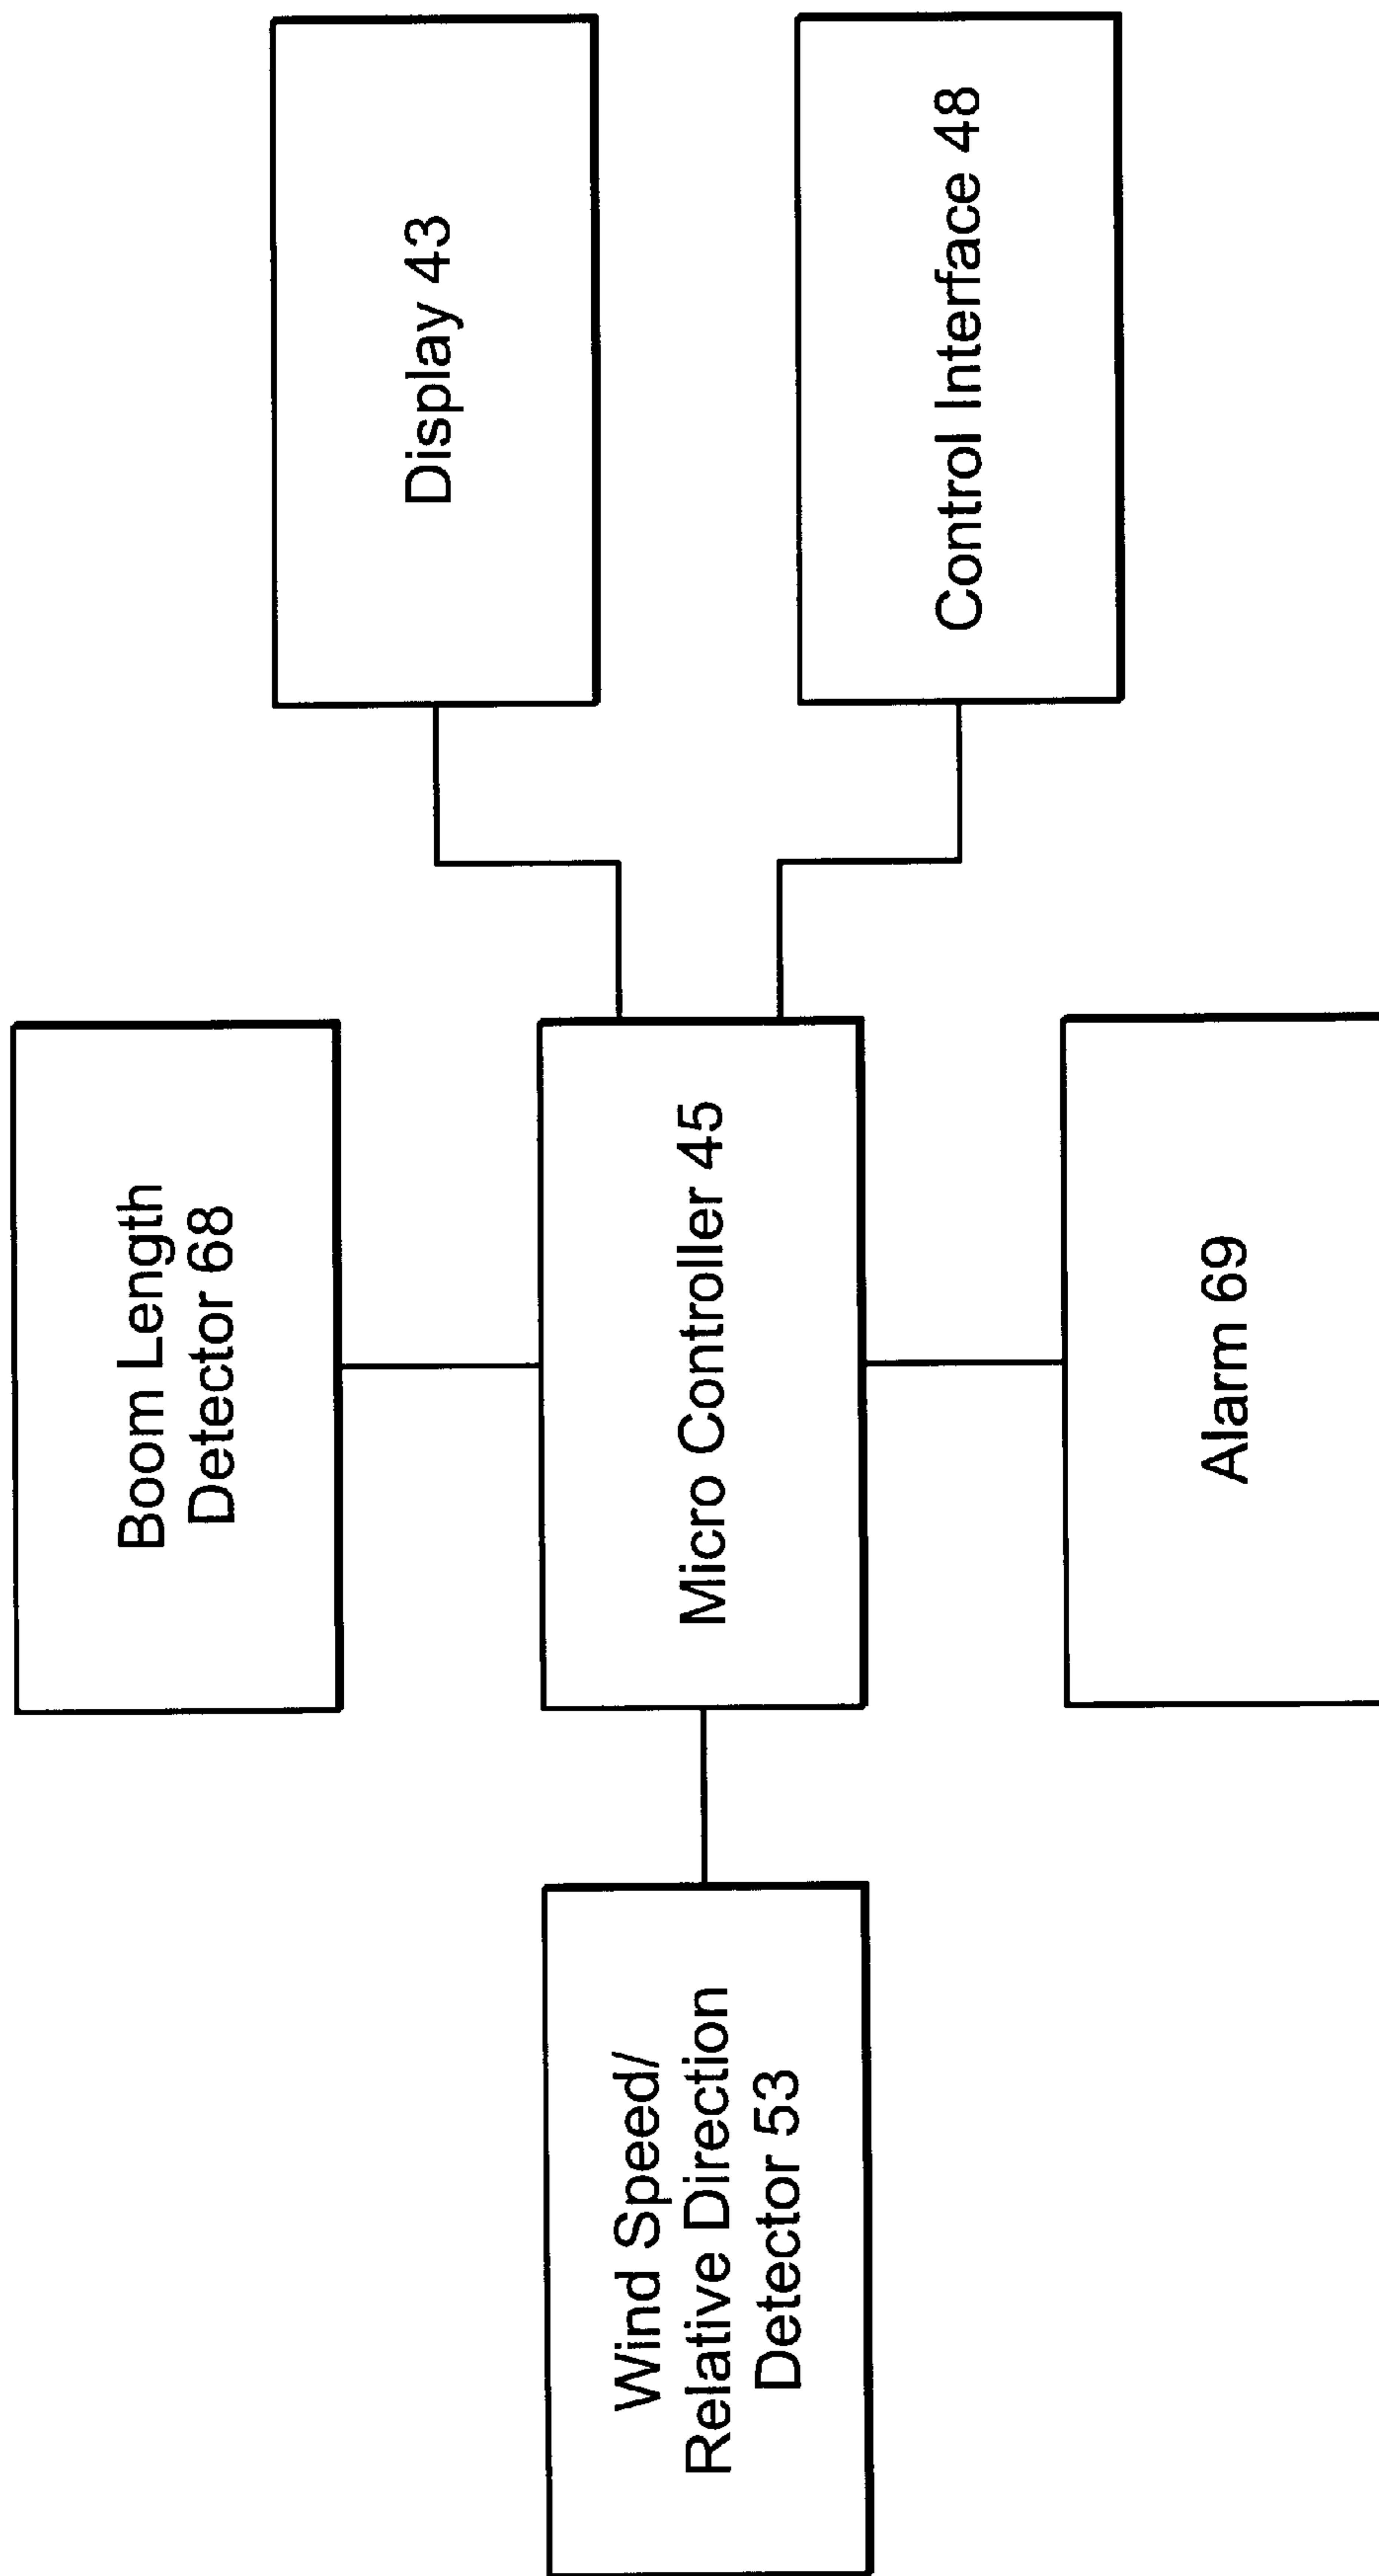 Boom Length
Detector 68
Wind Speed/
Relative Direction
Detector 53
Micro Controller 45
Display 43
Control Interface 48
Alarm 69